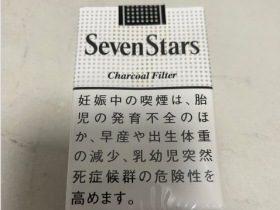 Seven Stars
Charcoal Filter
妊娠中の喫煙は、胎
児の発育不全のほ
か、早産や出生体重
の減少、乳幼児突然
死症候群の危険性を
高めます。